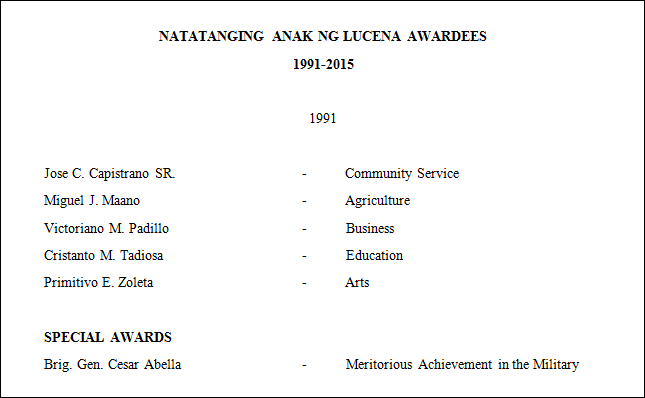 NATATANGING ANAK NG LUCENA AWARDEES
1991-2015
1991
Jose C. Capistrano SR. - Community Service
Miguel J. Maano - Agriculture
Victoriano M. Padillo - Business
Cristanto M. Tadiosa - Education
Primitivo E. Zoleta - Arts
SPECIAL AWARDS
Brig. Gen. Cesar Abella - Meritorious Achievement in the Military